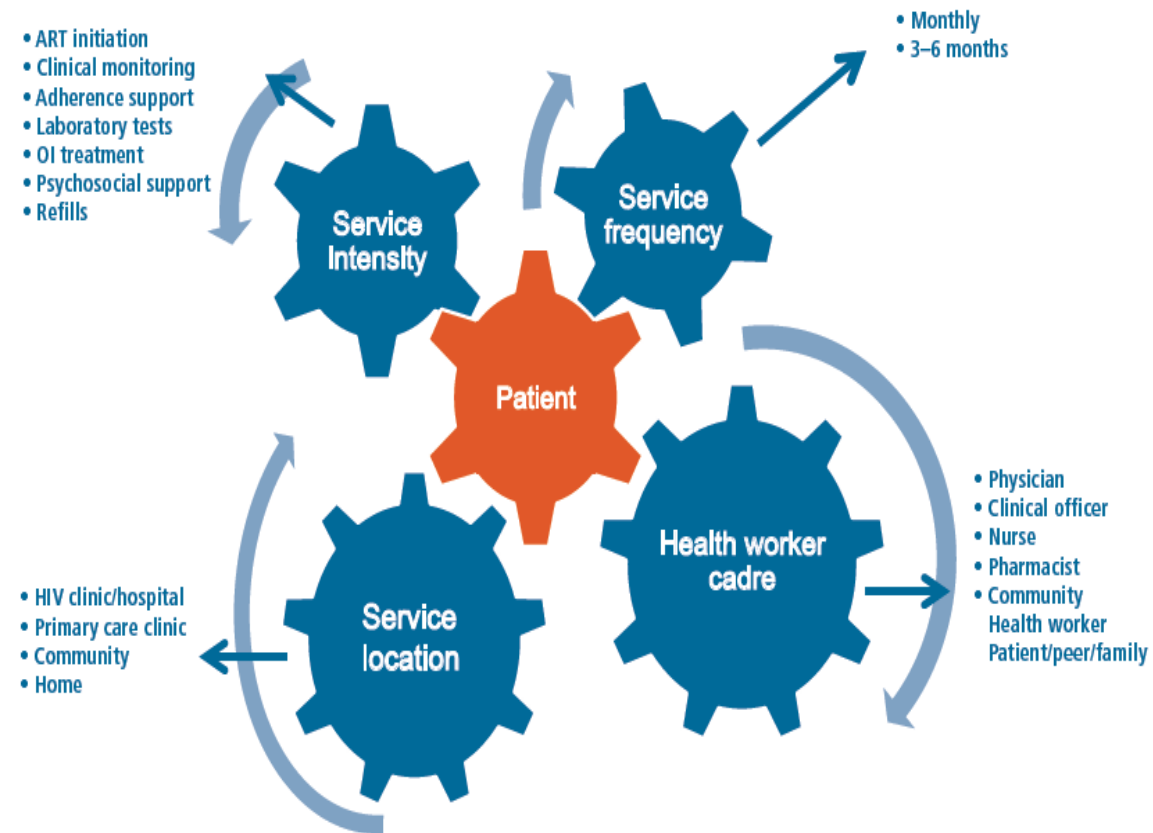 • ART initiation
• Clinical monitoring
• Adherence support
• Laboratory tests
• OI treatment
• Psychosocial support
• Refills
• Monthly
• 3–6 months
Service
Intensity
Service
frequency
Patient
Health worker
cadre
• Physician
• Clinical officer
• Nurse
• Pharmacist
• Community
Health worker
Patient/peer/family
Service
location
• HIV clinic/hospital
• Primary care clinic
• Community
• Home